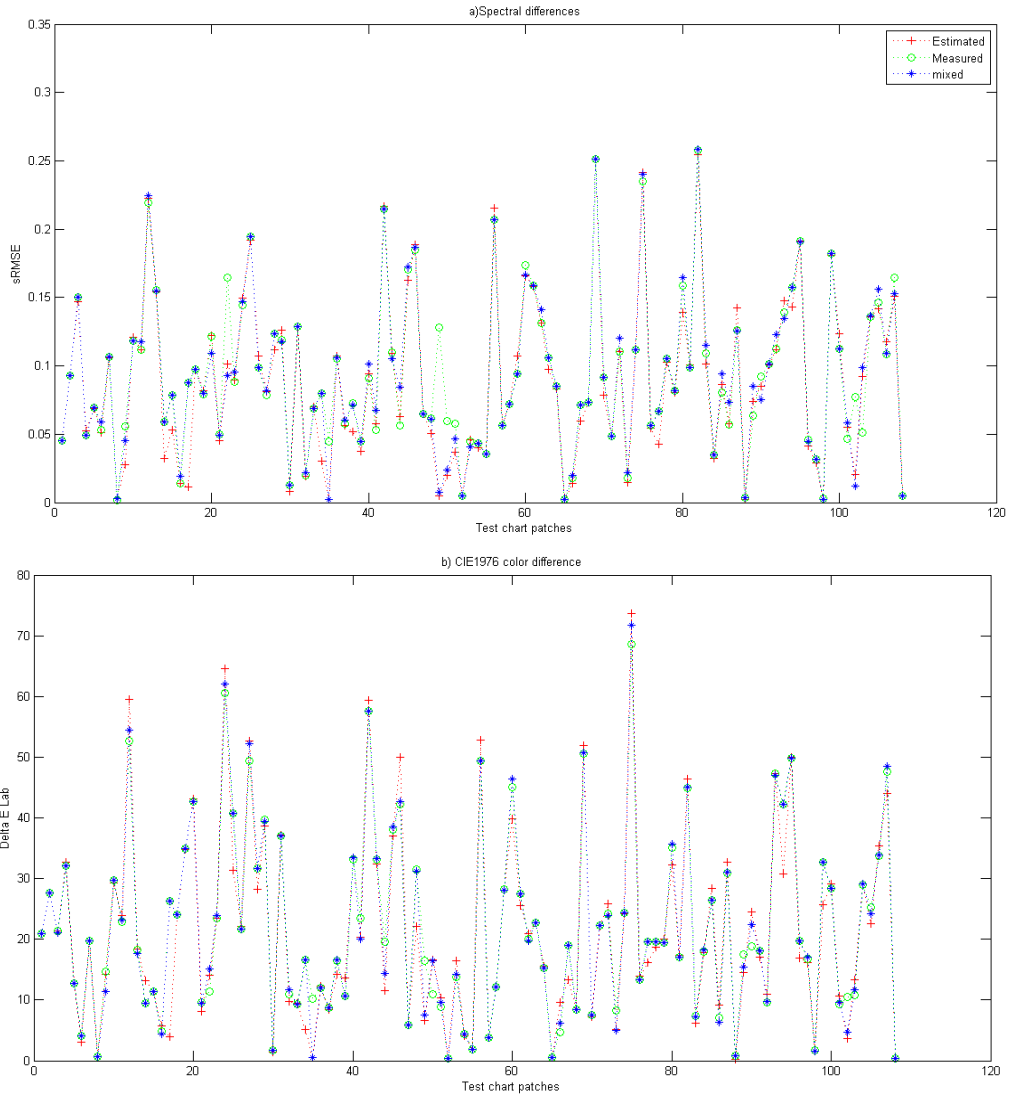 a)Spectral differences
0.35
0.3
0.25
0.2
0.15
0.1
0.05
0
sRMSE
Estimated
Measured
mixed
0 20 40 60 80 100 120
Test chart patches
b) CIE1976 color difference
80
70
60
50
40
30
20
10
0
Delta E Lab
0 20 40 60 80 100 120
Test chart patches